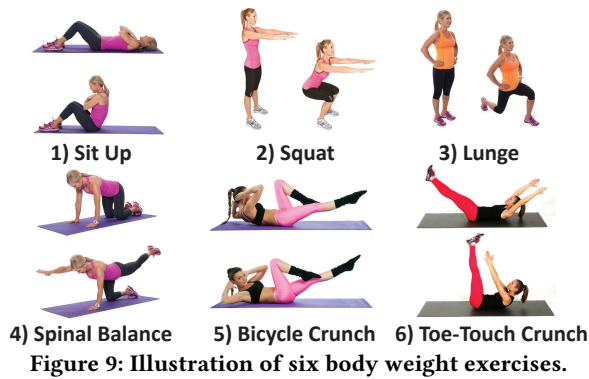 1) Sit Up
2) Squat
3) Lunge
4) Spinal Balance
5) Bicycle Crunch
6) Toe-Touch Crunch
Figure 9: Illustration of six body weight exercises.